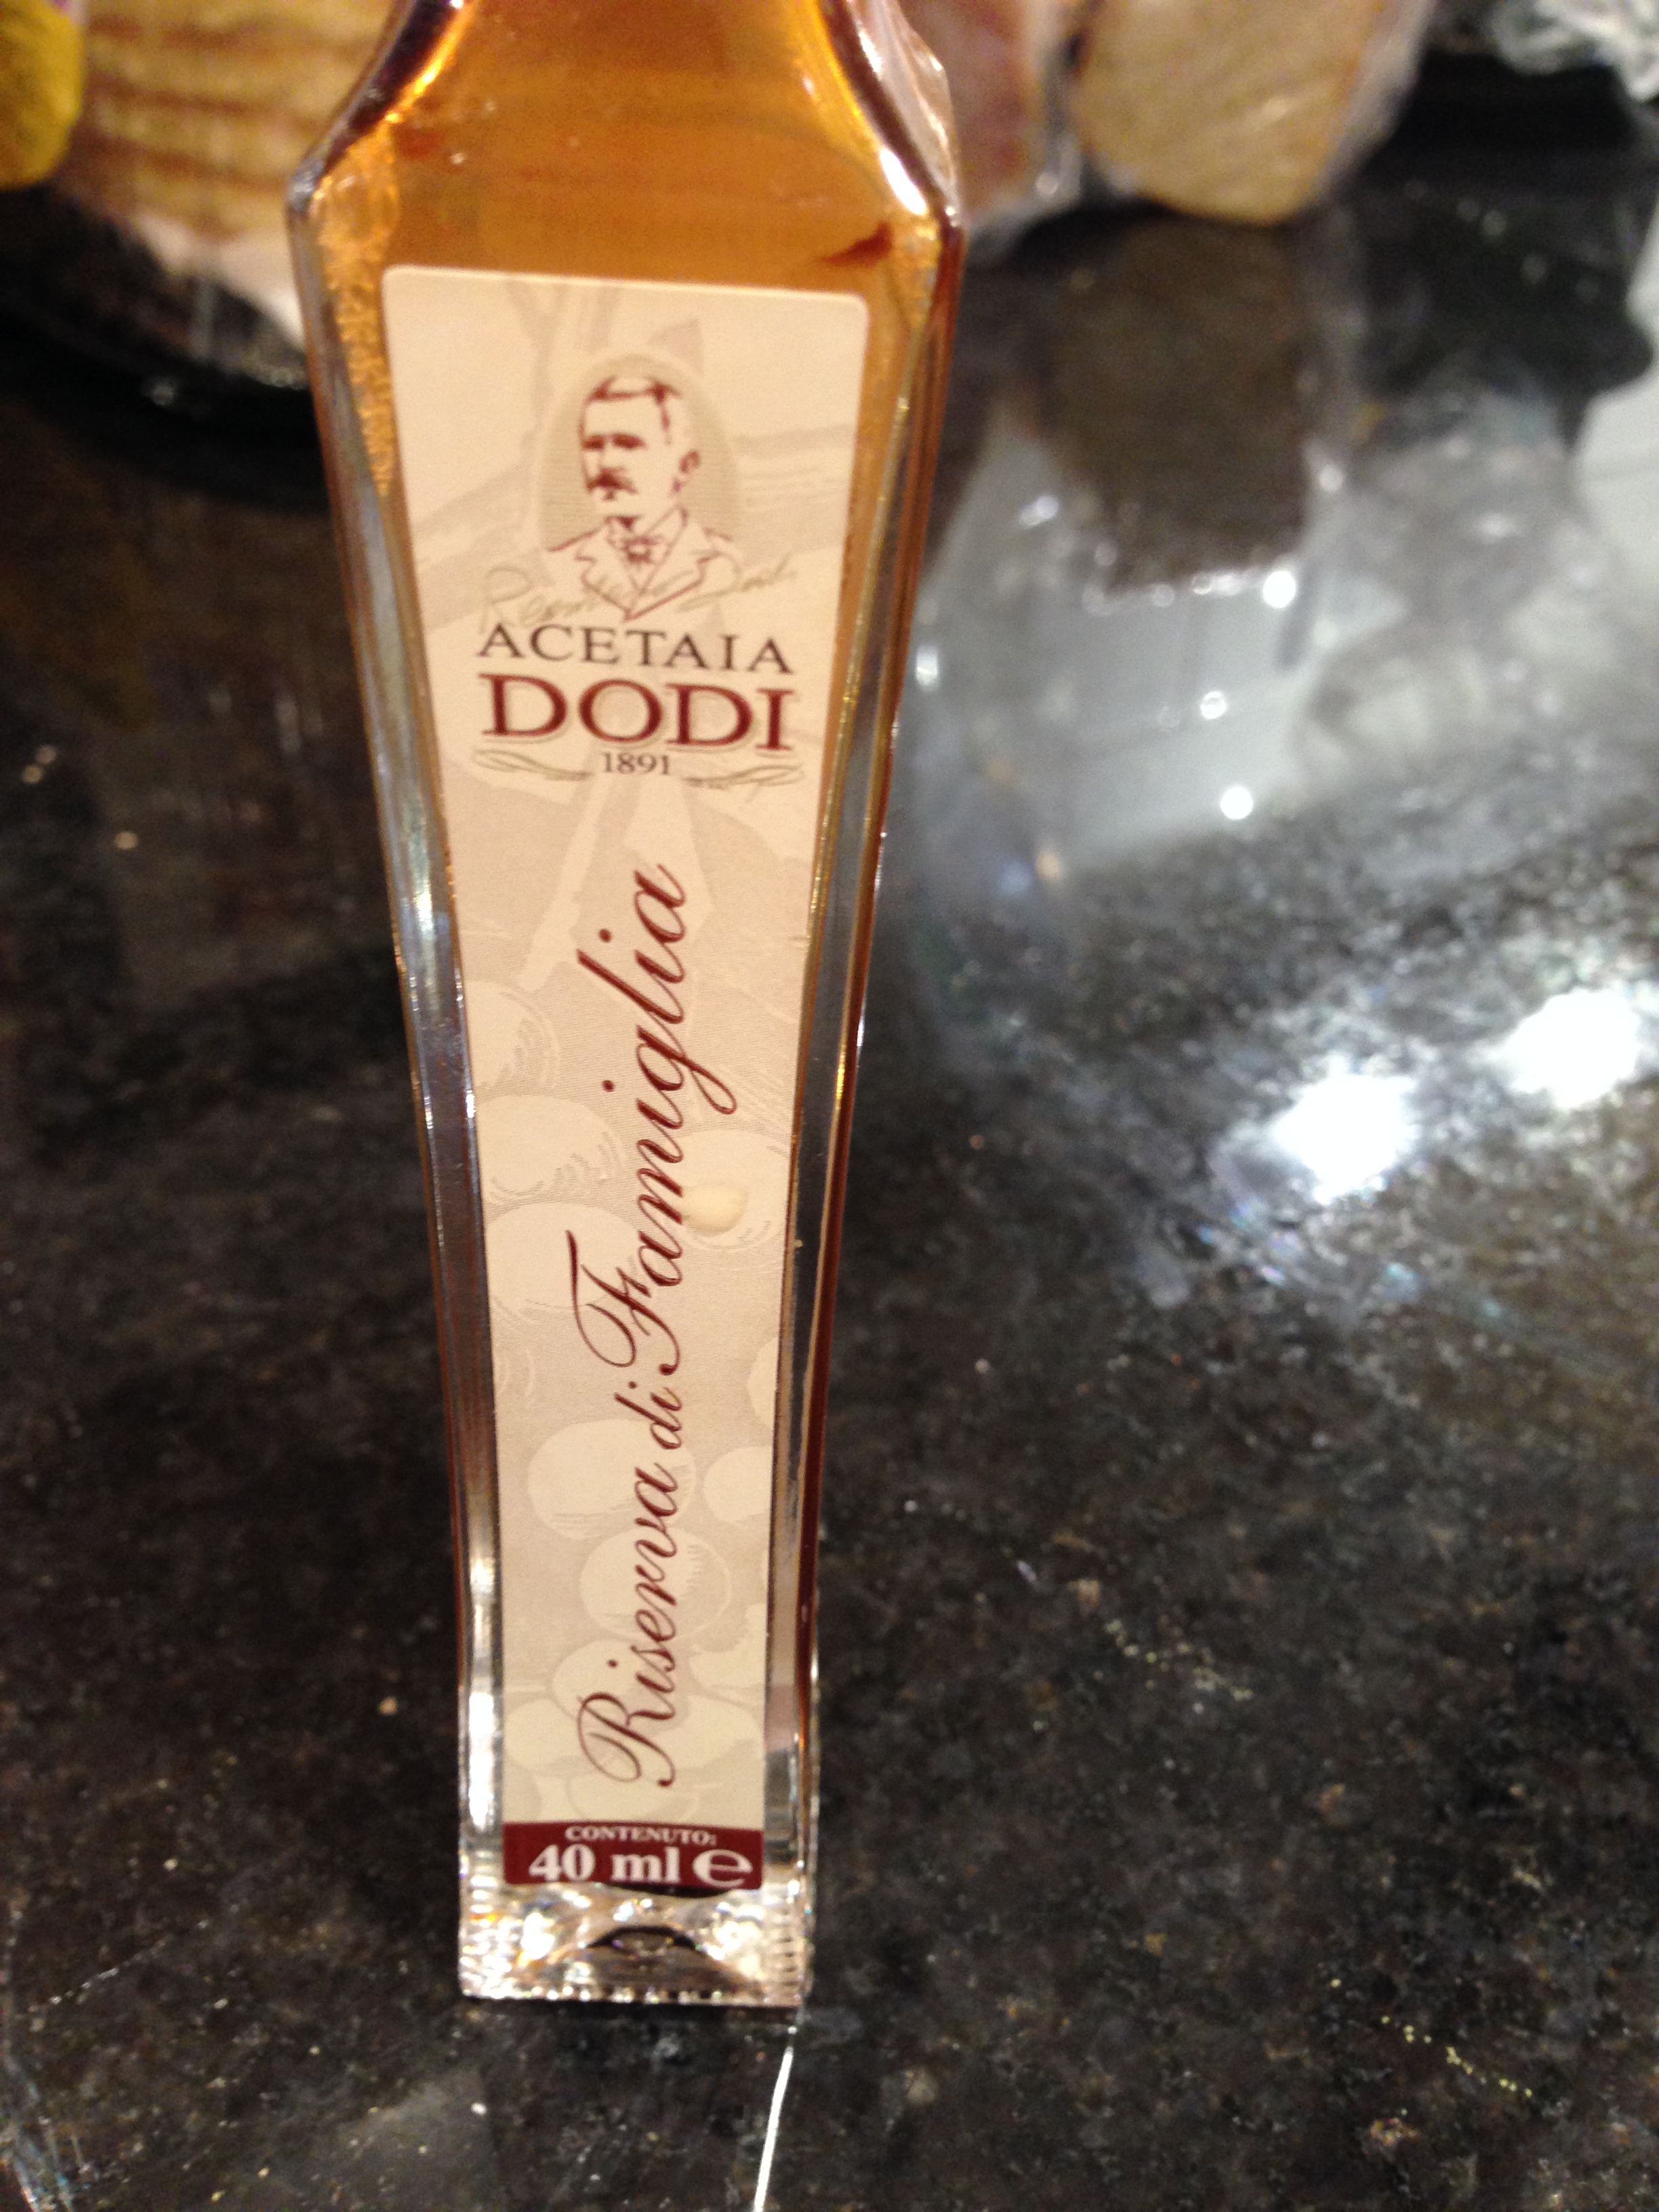 ACETAIA
DODI
1891
Riserva di Famiglia
CONTENUTO:
40 ml e